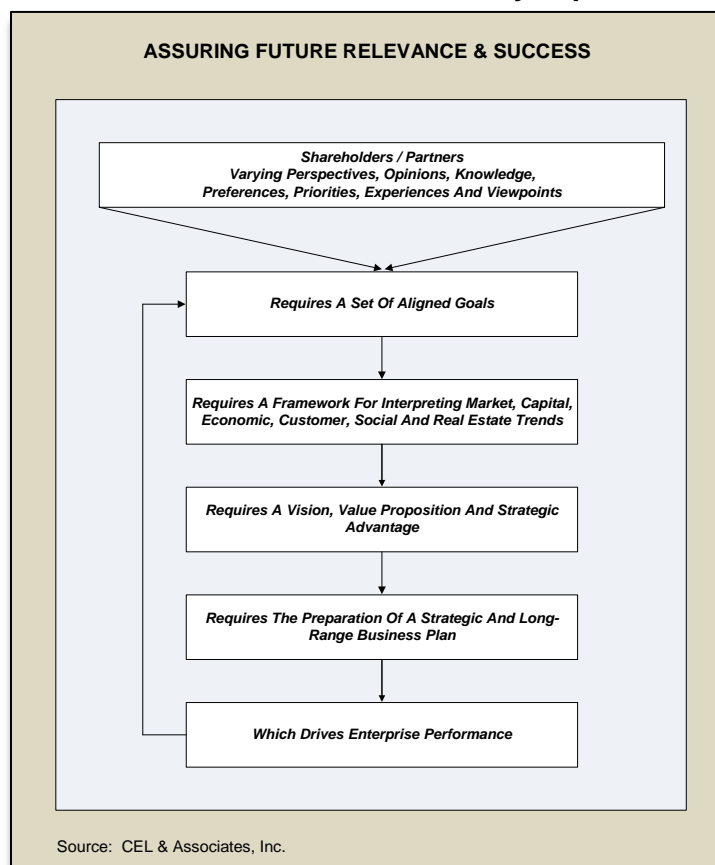 ASSURING FUTURE RELEVANCE & SUCCESS
Shareholders / Partners
Varying Perspectives, Opinions, Knowledge,
Preferences, Priorities, Experiences And Viewpoints
Requires A Set Of Aligned Goals
Requires A Framework For Interpreting Market, Capital,
Economic, Customer, Social And Real Estate Trends
Requires A Vision, Value Proposition And Strategic
Advantage
Requires The Preparation Of A Strategic And Long-
Range Business Plan
Which Drives Enterprise Performance
Source: CEL & Associates, Inc.